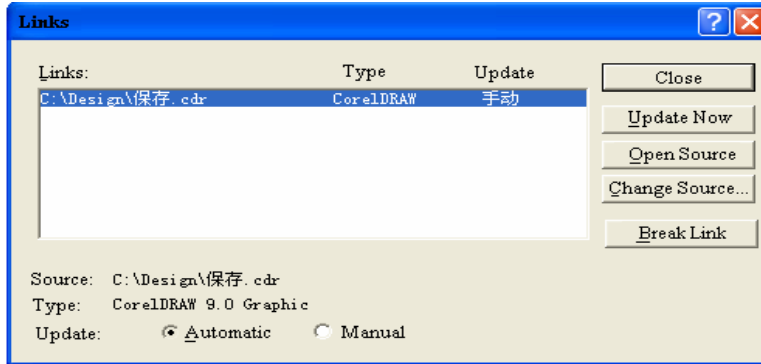 Links
Links: Type Update
C:\Design\保存.cdr CorelDRAW 手动
Close
Update Now
Open Source
Change Source...
Break Link
Source: C:\Design\保存.cdr
Type: CorelDRAW 9.0 Graphic
Update: Automatic Manual